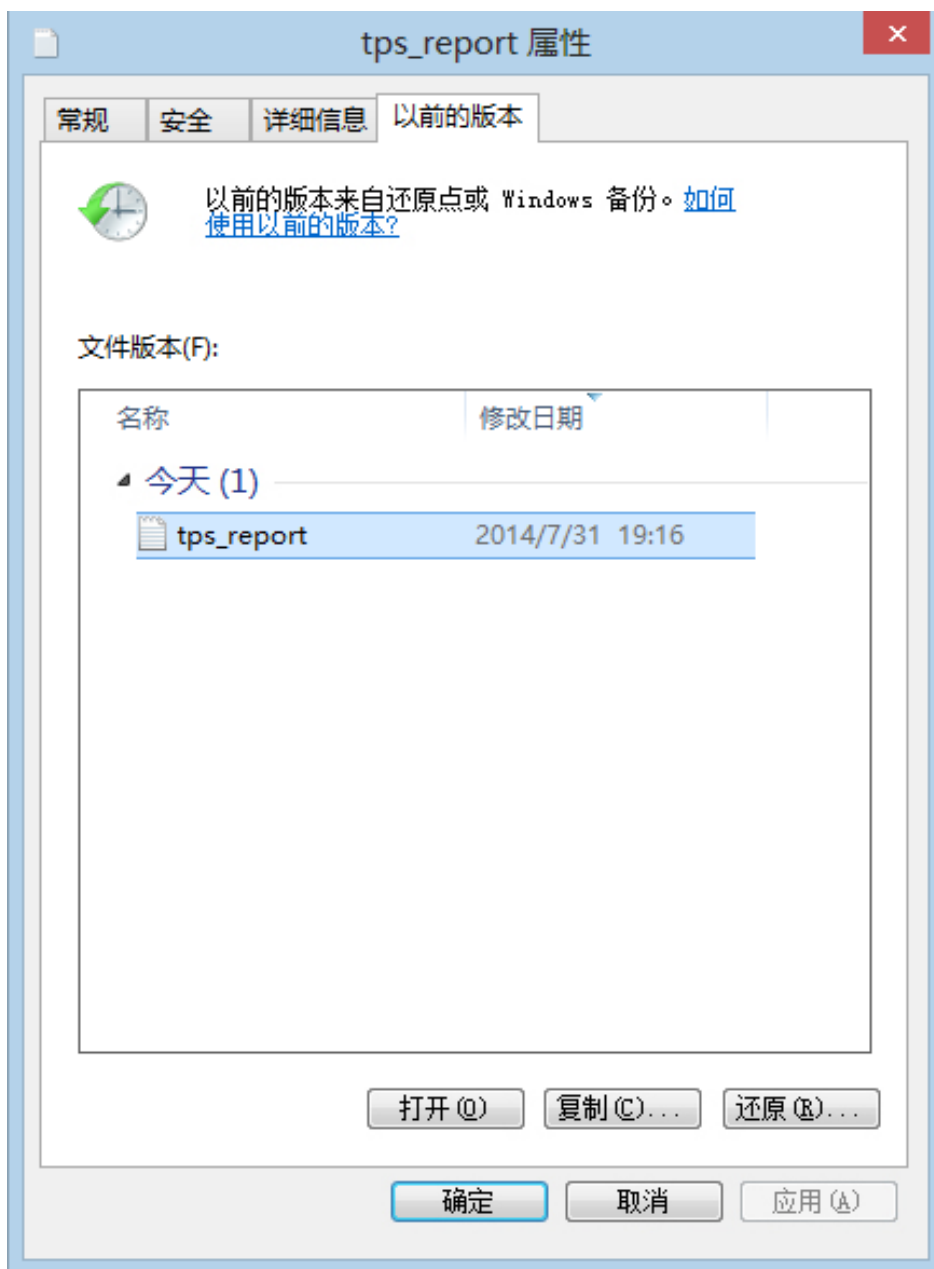 tps_report 属性
常规 安全 详细信息 以前的版本
以前的版本来自还原点或 Windows 备份。如何
使用以前的版本?
文件版本(F):
名称 修改日期
今天 (1)
tps_report 2014/7/31 19:16
打开(O) 复制(C)... 还原(R)...
确定 取消 应用(A)